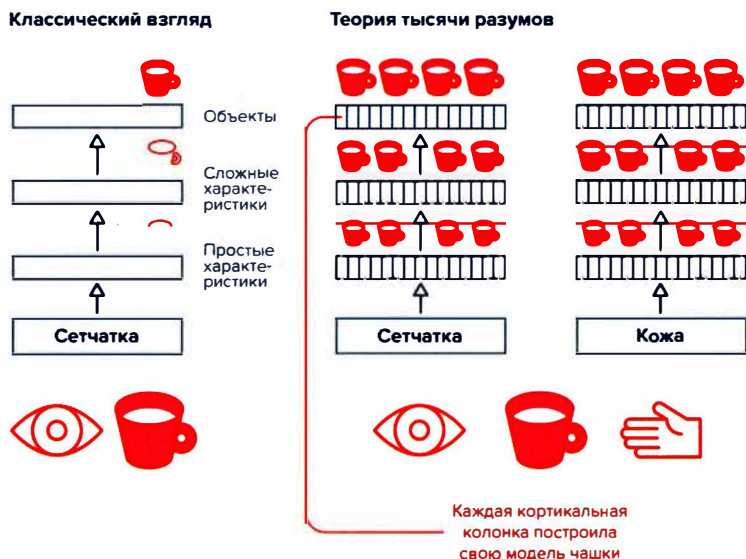 Классический взгляд
Теория тысячи разумов
Объекты
Сложные
характе-
ристики
Простые
характе-
ристики
Сетчатка
Сетчатка
Кожа
Каждая кортикальная
колонка построила
свою модель чашки